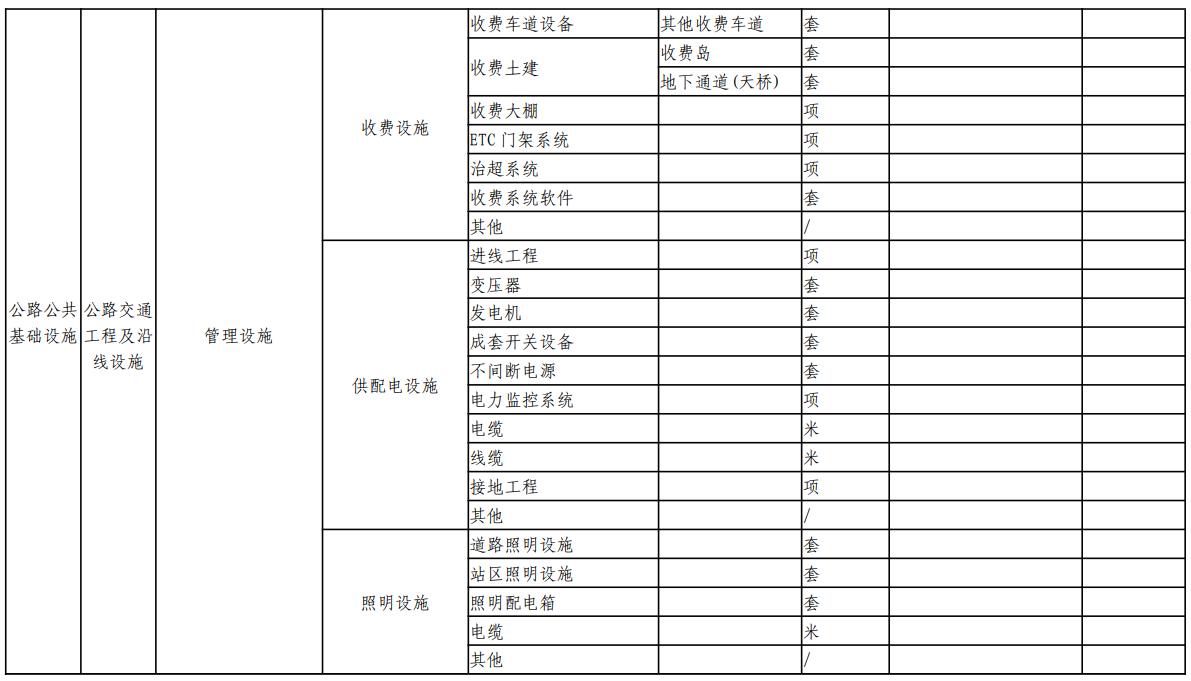 收费车道设备 其他收费车道 套
收费土建 收费岛 套
地下通道(天桥) 套
收费设施
收费大棚 项
ETC 门架系统 项
治超系统 项
收费系统软件 套
其他 /
公路公共
基础设施
公路交通
工程及沿
线设施
管理设施
供配电设施
进线工程 项
变压器 套
发电机 套
成套开关设备 套
不间断电源 套
电力监控系统 项
电缆 米
线缆 米
接地工程 项
其他 /
照明设施
道路照明设施 套
站区照明设施 套
照明配电箱 套
电缆 米
其他 /